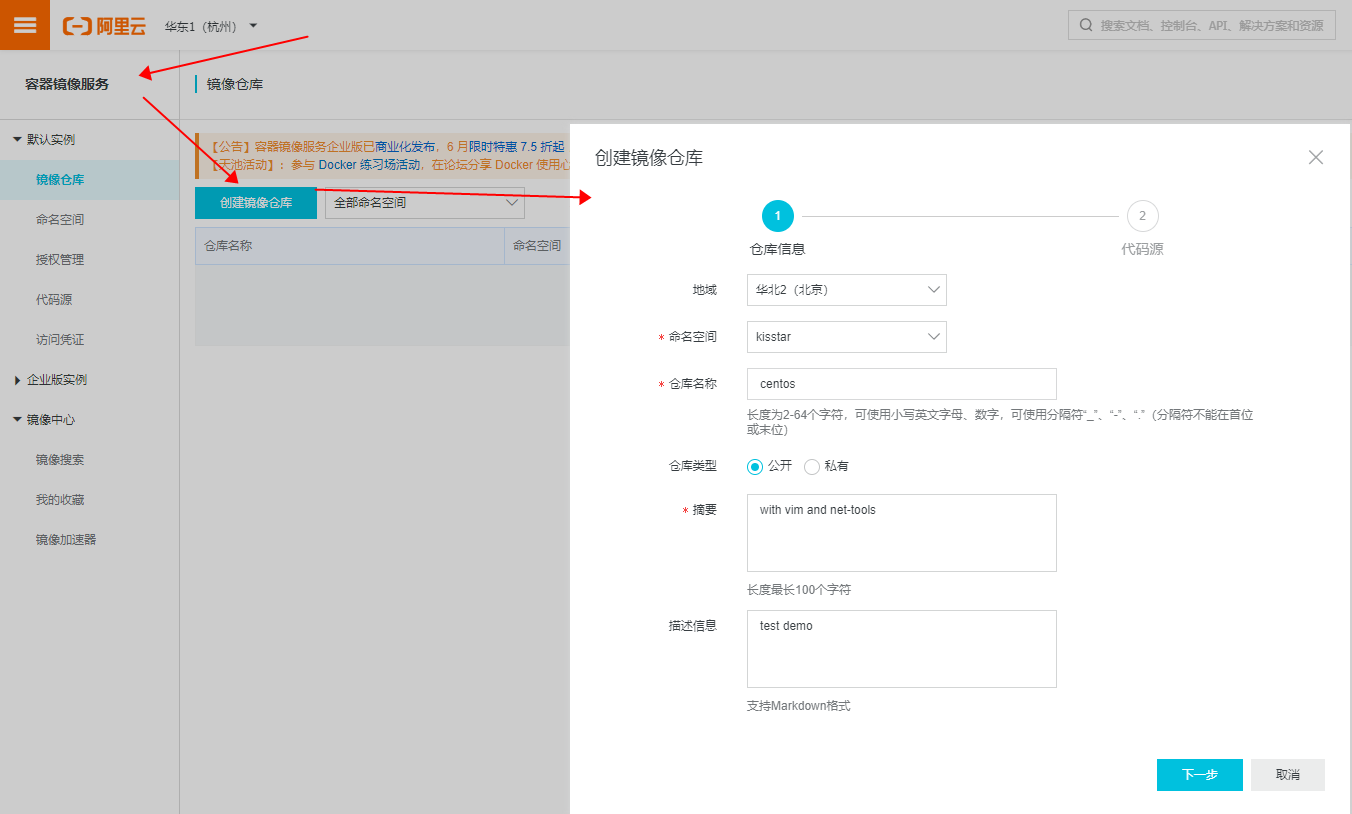 阿里云
华东1（杭州）
搜索文档、控制台、API、解决方案和资源
容器镜像服务
默认实例
镜像仓库
命名空间
授权管理
代码源
访问凭证
企业版实例
镜像中心
镜像搜索
我的收藏
镜像加速器
镜像仓库
【公告】容器镜像服务企业版已商业化发布，6 月限时特惠 7.5 折起
【天池活动】：参与 Docker 练习场活动，在论坛分享 Docker 使用心
创建镜像仓库
全部命名空间
仓库名称
命名空间
创建镜像仓库
1
2
仓库信息
代码源
地域
华北2（北京）
* 命名空间
kisstar
* 仓库名称
centos
长度为2-64个字符，可使用小写英文字母、数字，可使用分隔符“_”、“-”、“.”（分隔符不能在首位
或末位）
仓库类型
公开
私有
* 摘要
with vim and net-tools
长度最长100个字符
描述信息
test demo
支持Markdown格式
下一步
取消